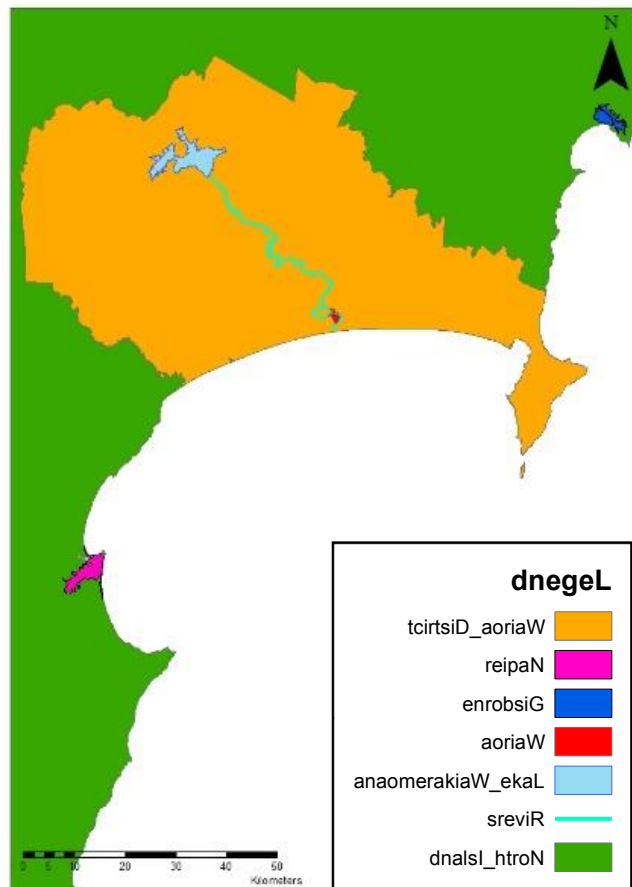 N
dnegeL
tcirtsiD_aoriaW
reipaN
enrobsiG
aoriaW
anaomerakiaW_ekaL
sreviR
dnalsI_htroN
0 5 10 20 30 40 50
Kilometers